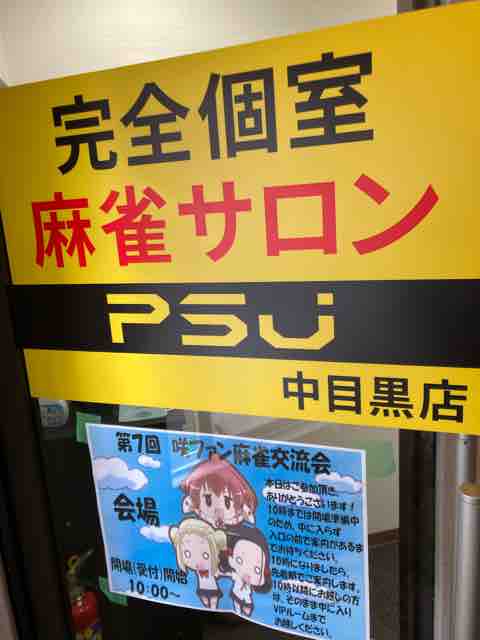 完全個室
麻雀サロン
PSJ
中目黒店
第7回 咲ファン麻雀交流会
会場
開場(受付)開始
10:00~
本日はご参加頂き、
ありがとうございます!
10時までは開場準備中
のため、中に入らず
入口の前で案内があるま
でお待ちください。
10時になりましたら、
先着順でご案内します。
10時以降にお越しの方
は、そのまま中に入り
VIPルームまで
お越しください。